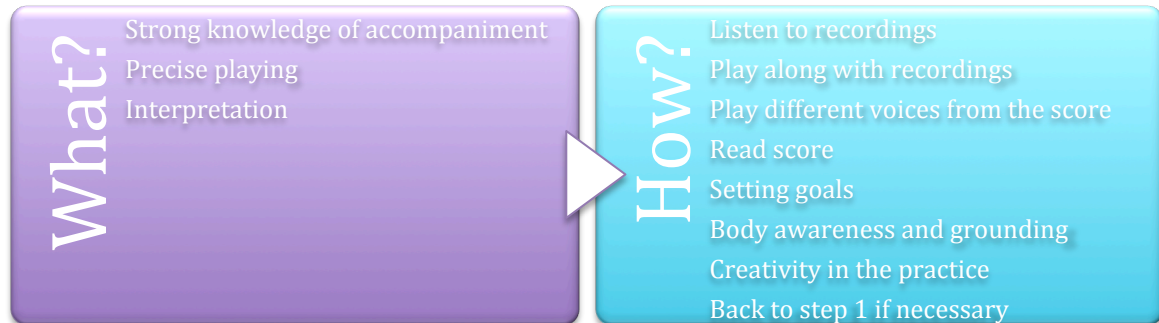 What?
Strong knowledge of accompaniment
Precise playing
Interpretation
How?
Listen to recordings
Play along with recordings
Play different voices from the score
Read score
Setting goals
Body awareness and grounding
Creativity in the practice
Back to step 1 if necessary